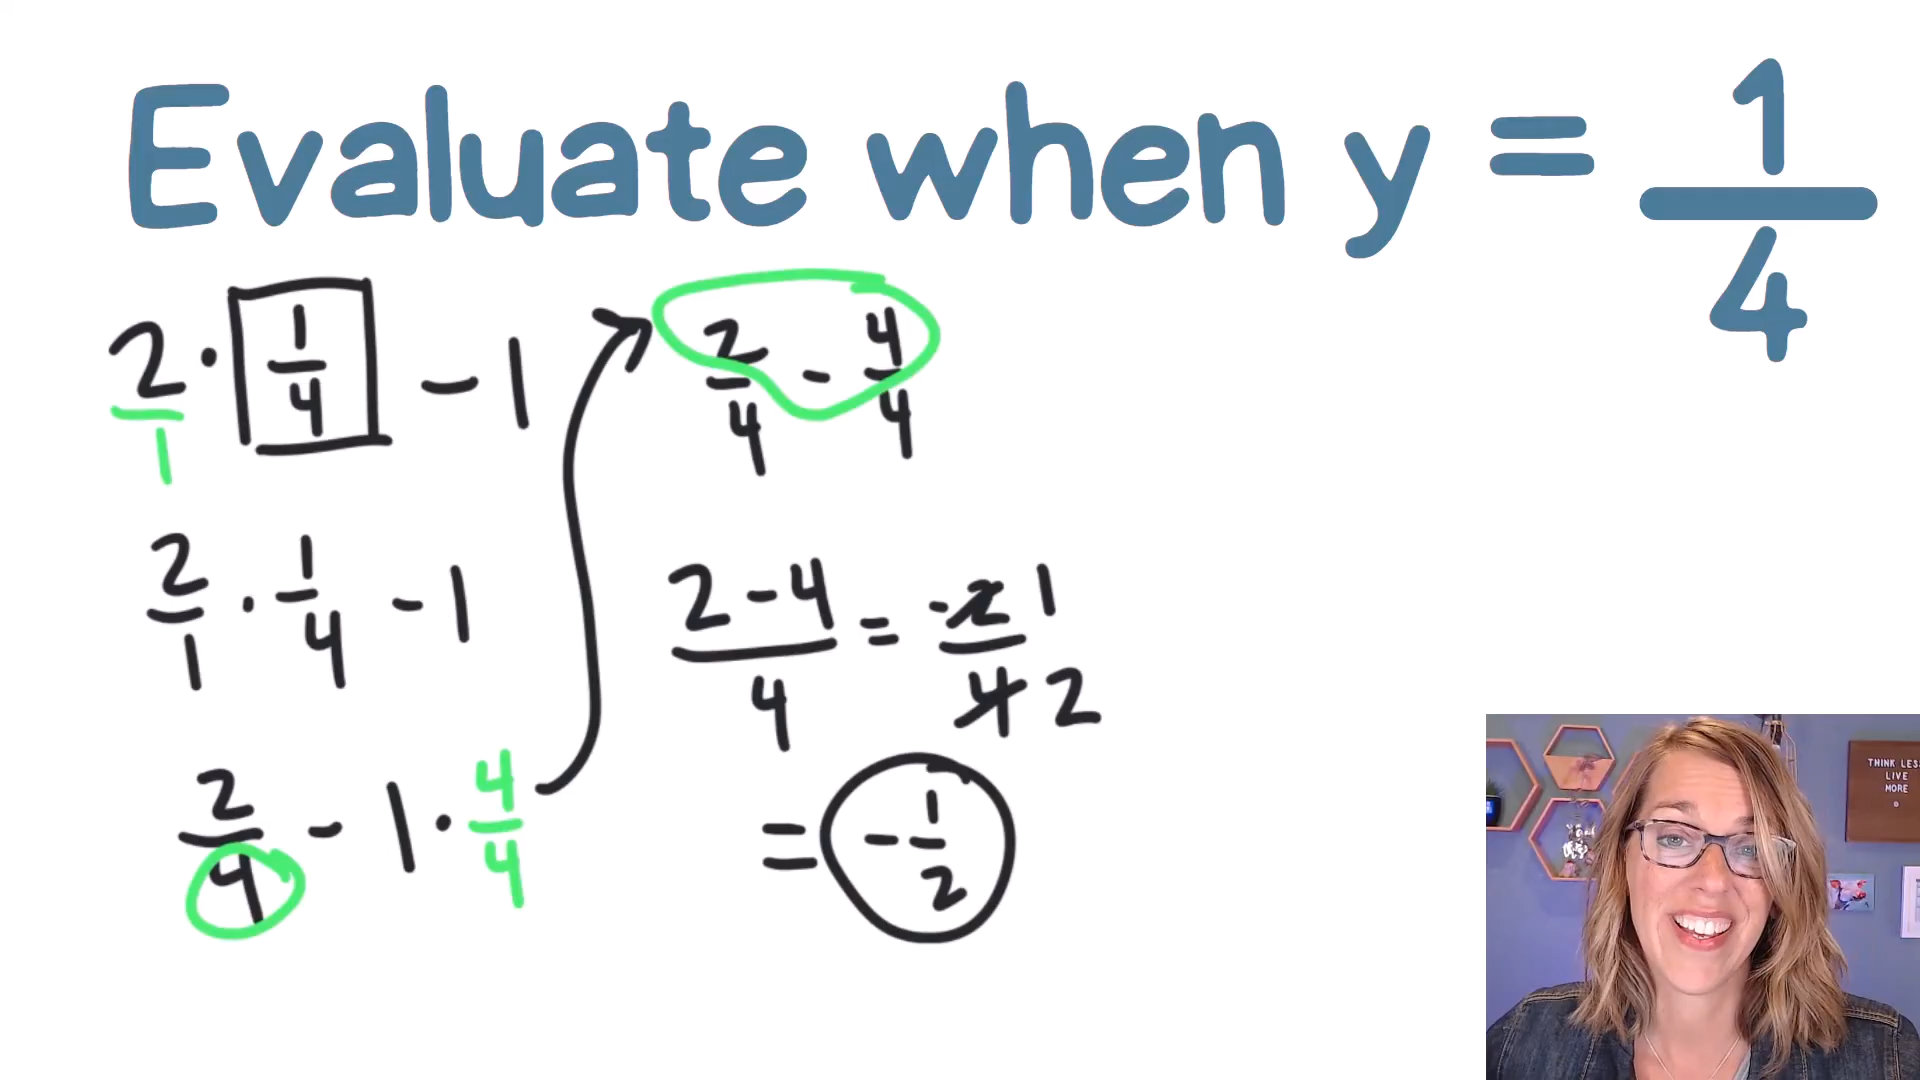 Evaluate when y = 1/4
2/1 · 1/4 - 1
2/1 · 1/4 - 1
2/4 - 1 · 4/4
2/4 - 4/4
2-4/4 = -2/4 1/2
= -1/2
THINK LESS
LIVE
MORE